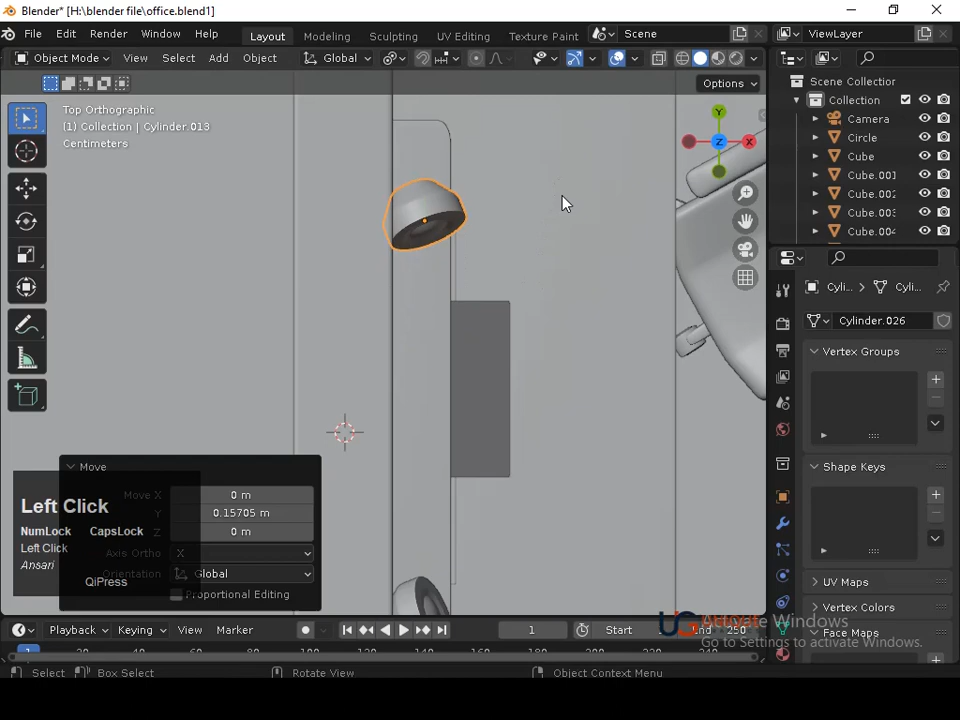 Blender* [H:\blender file\office.blend1]
File Edit Render Window Help Layout Modeling Sculpting UV Editing Texture Paint Scene ViewLayer
Object Mode View Select Add Object Global
Options
Top Orthographic
(1) Collection | Cylinder.013
Centimeters
Y
Z
X
Scene Collection
Collection
Camera
Circle
Cube
Cube.001
Cube.002
Cube.003
Cube.004
Cyli... > Cyli...
Cylinder.026
Vertex Groups
Shape Keys
UV Maps
Vertex Colors
Face Maps
Move
Move X 0 m
Y 0.15705 m
Z 0 m
Axis Ortho X
Orientation Global
Proportional Editing
Left Click
NumLock CapsLock
Left Click
Ansari
QiPress
Activate Windows
Go to Settings to activate Windows.
Playback Keying View Marker 1 Start End 250
1
Select Box Select Rotate View Object Context Menu